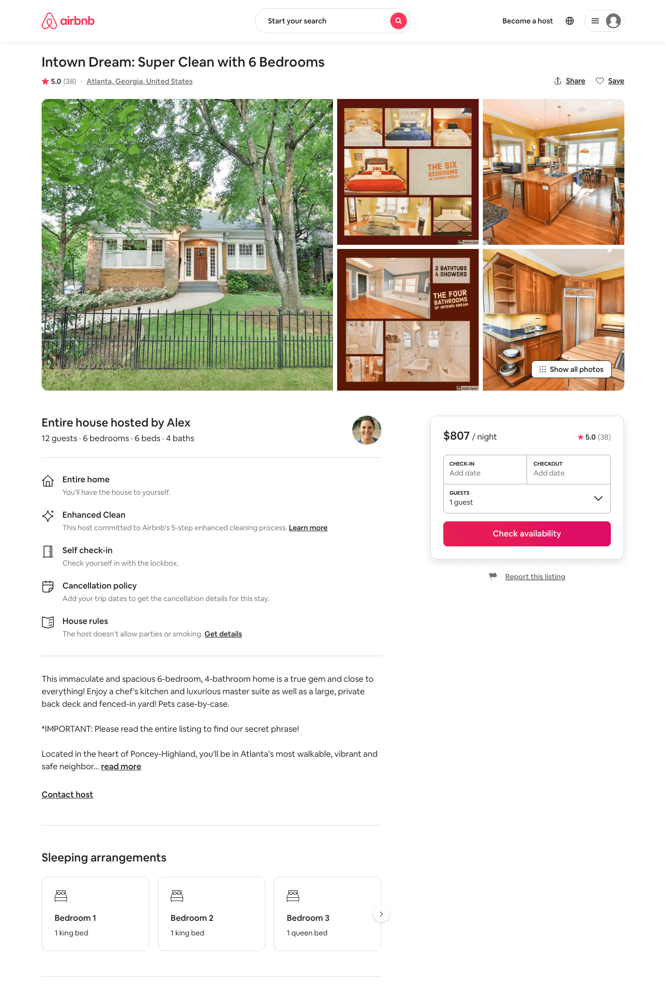 airbnb
Start your search
Become a host
Intown Dream: Super Clean with 6 Bedrooms
5.0 (38) · Atlanta, Georgia, United States
Share
Save
THE SIX
BEDROOMS
OF INTOWN DREAM
Adobe Spark
2 BATHTUBS
4 SHOWERS
THE FOUR
BATHROOMS
OF INTOWN DREAM
Adobe Spark
Show all photos
Entire house hosted by Alex
12 guests · 6 bedrooms · 6 beds · 4 baths
$807 / night
5.0 (38)
CHECK-IN
Add date
CHECKOUT
Add date
GUESTS
1 guest
Check availability
Report this listing
Entire home
You’ll have the house to yourself.
Enhanced Clean
This host committed to Airbnb's 5-step enhanced cleaning process. Learn more
Self check-in
Check yourself in with the lockbox.
Cancellation policy
Add your trip dates to get the cancellation details for this stay.
House rules
The host doesn’t allow parties or smoking. Get details
This immaculate and spacious 6-bedroom, 4-bathroom home is a true gem and close to
everything! Enjoy a chef's kitchen and luxurious master suite as well as a large, private
back deck and fenced-in yard! Pets case-by-case.
*IMPORTANT: Please read the entire listing to find our secret phrase!
Located in the heart of Poncey-Highland, you'll be in Atlanta’s most walkable, vibrant and
safe neighbor... read more
Contact host
Sleeping arrangements
Bedroom 1
1 king bed
Bedroom 2
1 king bed
Bedroom 3
1 queen bed